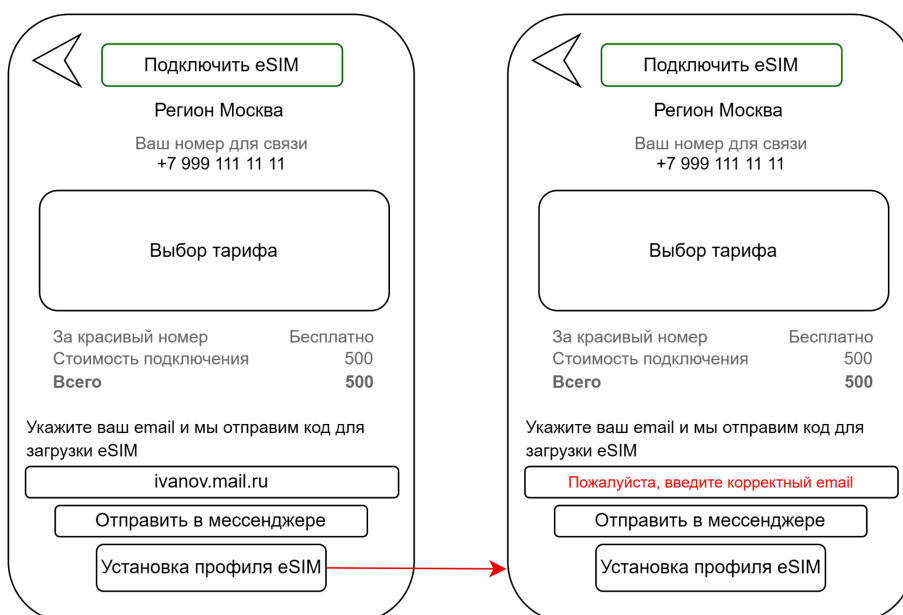 Подключить eSIM
Регион Москва
Ваш номер для связи
+7 999 111 11 11
Выбор тарифа
За красивый номер Бесплатно
Стоимость подключения 500
Всего 500
Укажите ваш email и мы отправим код для
загрузки eSIM
ivanov.mail.ru
Отправить в мессенджере
Установка профиля eSIM
Подключить eSIM
Регион Москва
Ваш номер для связи
+7 999 111 11 11
Выбор тарифа
За красивый номер Бесплатно
Стоимость подключения 500
Всего 500
Укажите ваш email и мы отправим код для
загрузки eSIM
Пожалуйста, введите корректный email
Отправить в мессенджере
Установка профиля eSIM